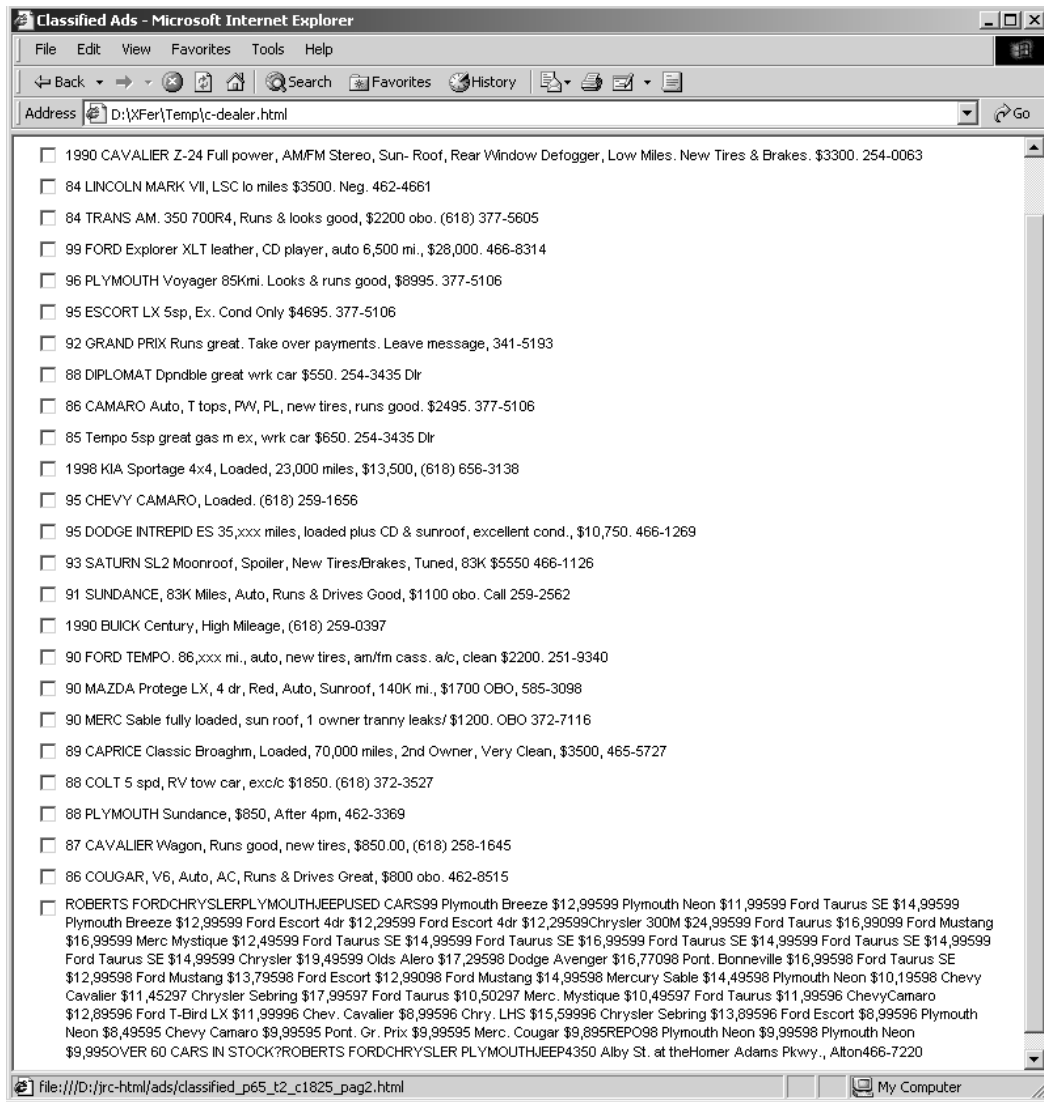 Classified Ads - Microsoft Internet Explorer
File Edit View Favorites Tools Help
Back Search Favorites History
Address D:\XFer\Temp\c-dealer.html Go
1990 CAVALIER Z-24 Full power, AM/FM Stereo, Sun- Roof, Rear Window Defogger, Low Miles. New Tires & Brakes. $3300. 254-0063
84 LINCOLN MARK VII, LSC lo miles $3500. Neg. 462-4661
84 TRANS AM. 350 700R4, Runs & looks good, $2200 obo. (618) 377-5605
99 FORD Explorer XLT leather, CD player, auto 6,500 mi., $28,000. 466-8314
96 PLYMOUTH Voyager 85Kmi. Looks & runs good, $8995. 377-5106
95 ESCORT LX 5sp, Ex. Cond Only $4695. 377-5106
92 GRAND PRIX Runs great. Take over payments. Leave message, 341-5193
88 DIPLOMAT Dpndble great wrk car $550. 254-3435 Dlr
86 CAMARO Auto, T tops, PW, PL, new tires, runs good. $2495. 377-5106
85 Tempo 5sp great gas m ex, wrk car $650. 254-3435 Dlr
1998 KIA Sportage 4x4, Loaded, 23,000 miles, $13,500, (618) 656-3138
95 CHEVY CAMARO, Loaded. (618) 259-1656
95 DODGE INTREPID ES 35,xxx miles, loaded plus CD & sunroof, excellent cond., $10,750. 466-1269
93 SATURN SL2 Moonroof, Spoiler, New Tires/Brakes, Tuned, 83K $5550 466-1126
91 SUNDANCE, 83K Miles, Auto, Runs & Drives Good, $1100 obo. Call 259-2562
1990 BUICK Century, High Mileage, (618) 259-0397
90 FORD TEMPO. 86,xxx mi., auto, new tires, am/fm cass. a/c, clean $2200. 251-9340
90 MAZDA Protege LX, 4 dr, Red, Auto, Sunroof, 140K mi., $1700 OBO, 585-3098
90 MERC Sable fully loaded, sun roof, 1 owner tranny leaks/ $1200. OBO 372-7116
89 CAPRICE Classic Broaghm, Loaded, 70,000 miles, 2nd Owner, Very Clean, $3500, 465-5727
88 COLT 5 spd, RV tow car, exc/c $1850. (618) 372-3527
88 PLYMOUTH Sundance, $850, After 4pm, 462-3369
87 CAVALIER Wagon, Runs good, new tires, $850.00, (618) 258-1645
86 COUGAR, V6, Auto, AC, Runs & Drives Great, $800 obo. 462-8515
ROBERTS FORDCHRYSLERPLYMOUTHJEEPUSED CARS99 Plymouth Breeze $12,99599 Plymouth Neon $11,99599 Ford Taurus SE $14,99599
Plymouth Breeze $12,99599 Ford Escort 4dr $12,29599 Ford Escort 4dr $12,29599Chrysler 300M $24,99599 Ford Taurus $16,99099 Ford Mustang
$16,99599 Merc Mystique $12,49599 Ford Taurus SE $14,99599 Ford Taurus SE $16,99599 Ford Taurus SE $14,99599 Ford Taurus SE $14,99599
Ford Taurus SE $14,99599 Chrysler $19,49599 Olds Alero $17,29598 Dodge Avenger $16,77098 Pont. Bonneville $16,99598 Ford Taurus SE
$12,99598 Ford Mustang $13,79598 Ford Escort $12,99098 Ford Mustang $14,99598 Mercury Sable $14,49598 Plymouth Neon $10,19598 Chevy
Cavalier $11,45297 Chrysler Sebring $17,99597 Ford Taurus $10,50297 Merc. Mystique $10,49597 Ford Taurus $11,99596 ChevyCamaro
$12,89596 Ford T-Bird LX $11,99996 Chev. Cavalier $8,99596 Chry. LHS $15,59996 Chrysler Sebring $13,89596 Ford Escort $8,99596 Plymouth
Neon $8,49595 Chevy Camaro $9,99595 Pont. Gr. Prix $9,99595 Merc. Cougar $9,895REPO98 Plymouth Neon $9,99598 Plymouth Neon
$9,995OVER 60 CARS IN STOCK?ROBERTS FORDCHRYSLER PLYMOUTHJEEP4350 Alby St. at theHomer Adams Pkwy., Alton466-7220
file:///D:/jrc-html/ads/classified_p65_t2_c1825_pag2.html My Computer